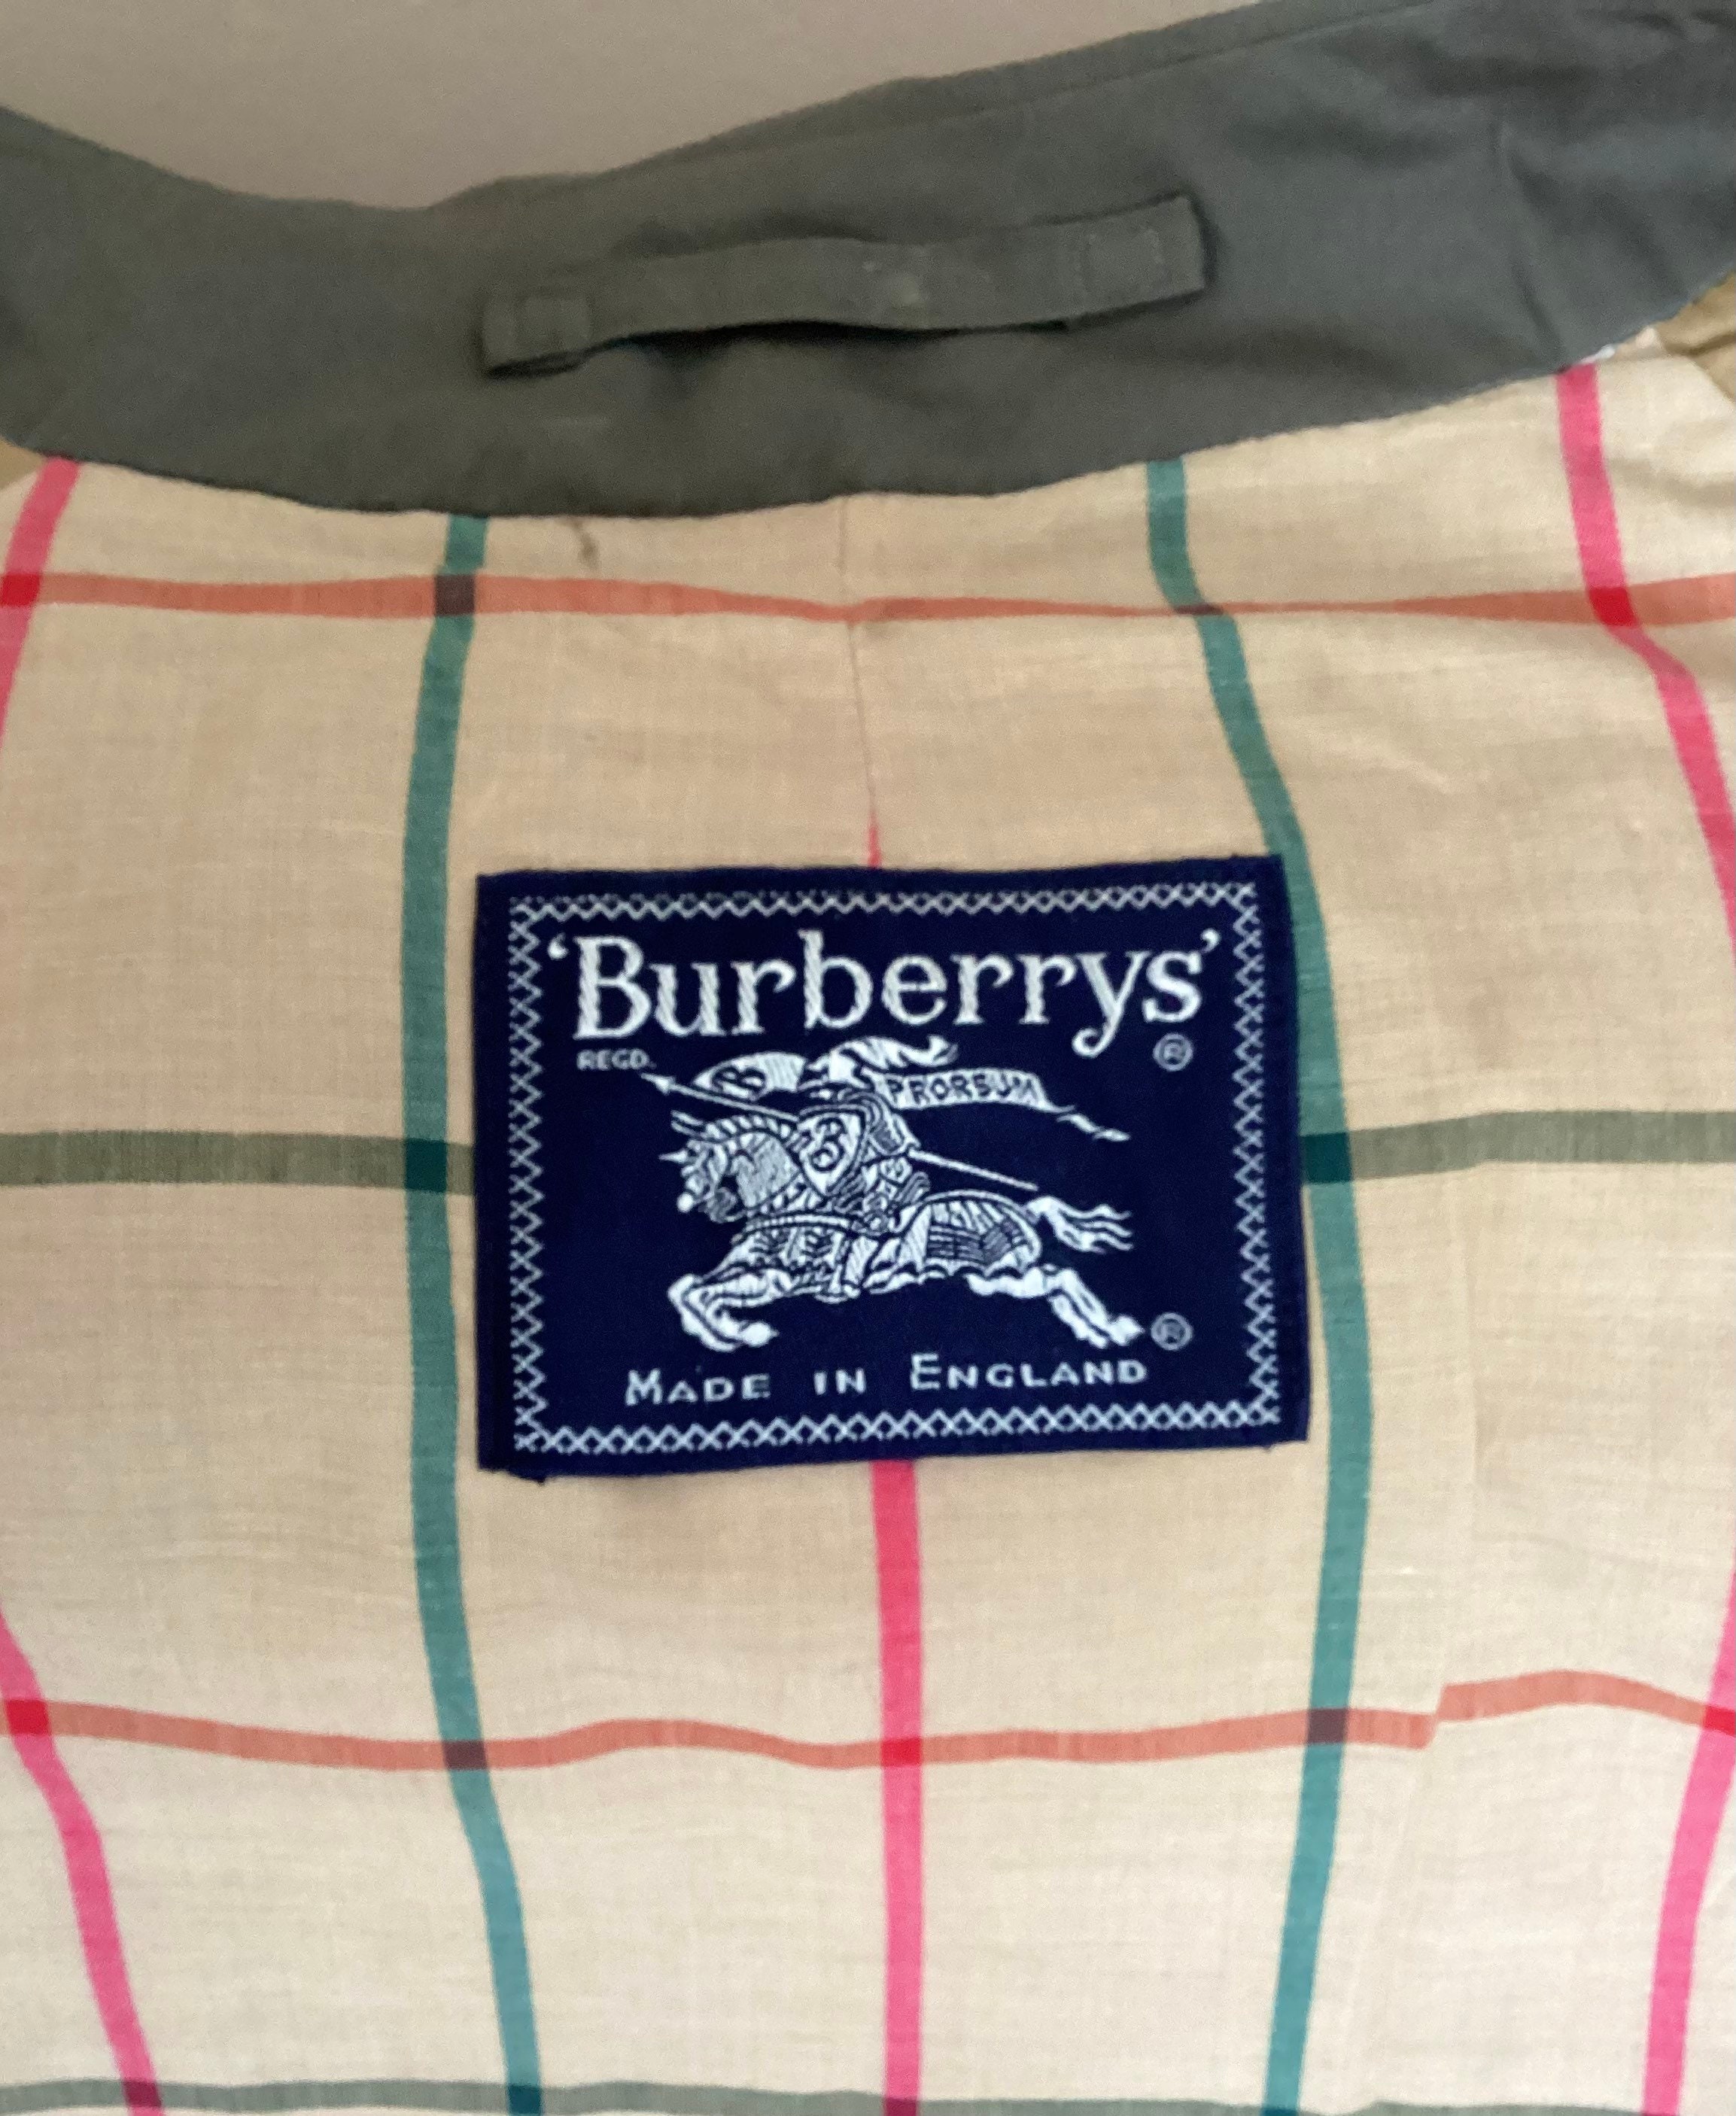 ‘Burberrys’
REGD. ®
B PRORSUM
B
®
MADE IN ENGLAND